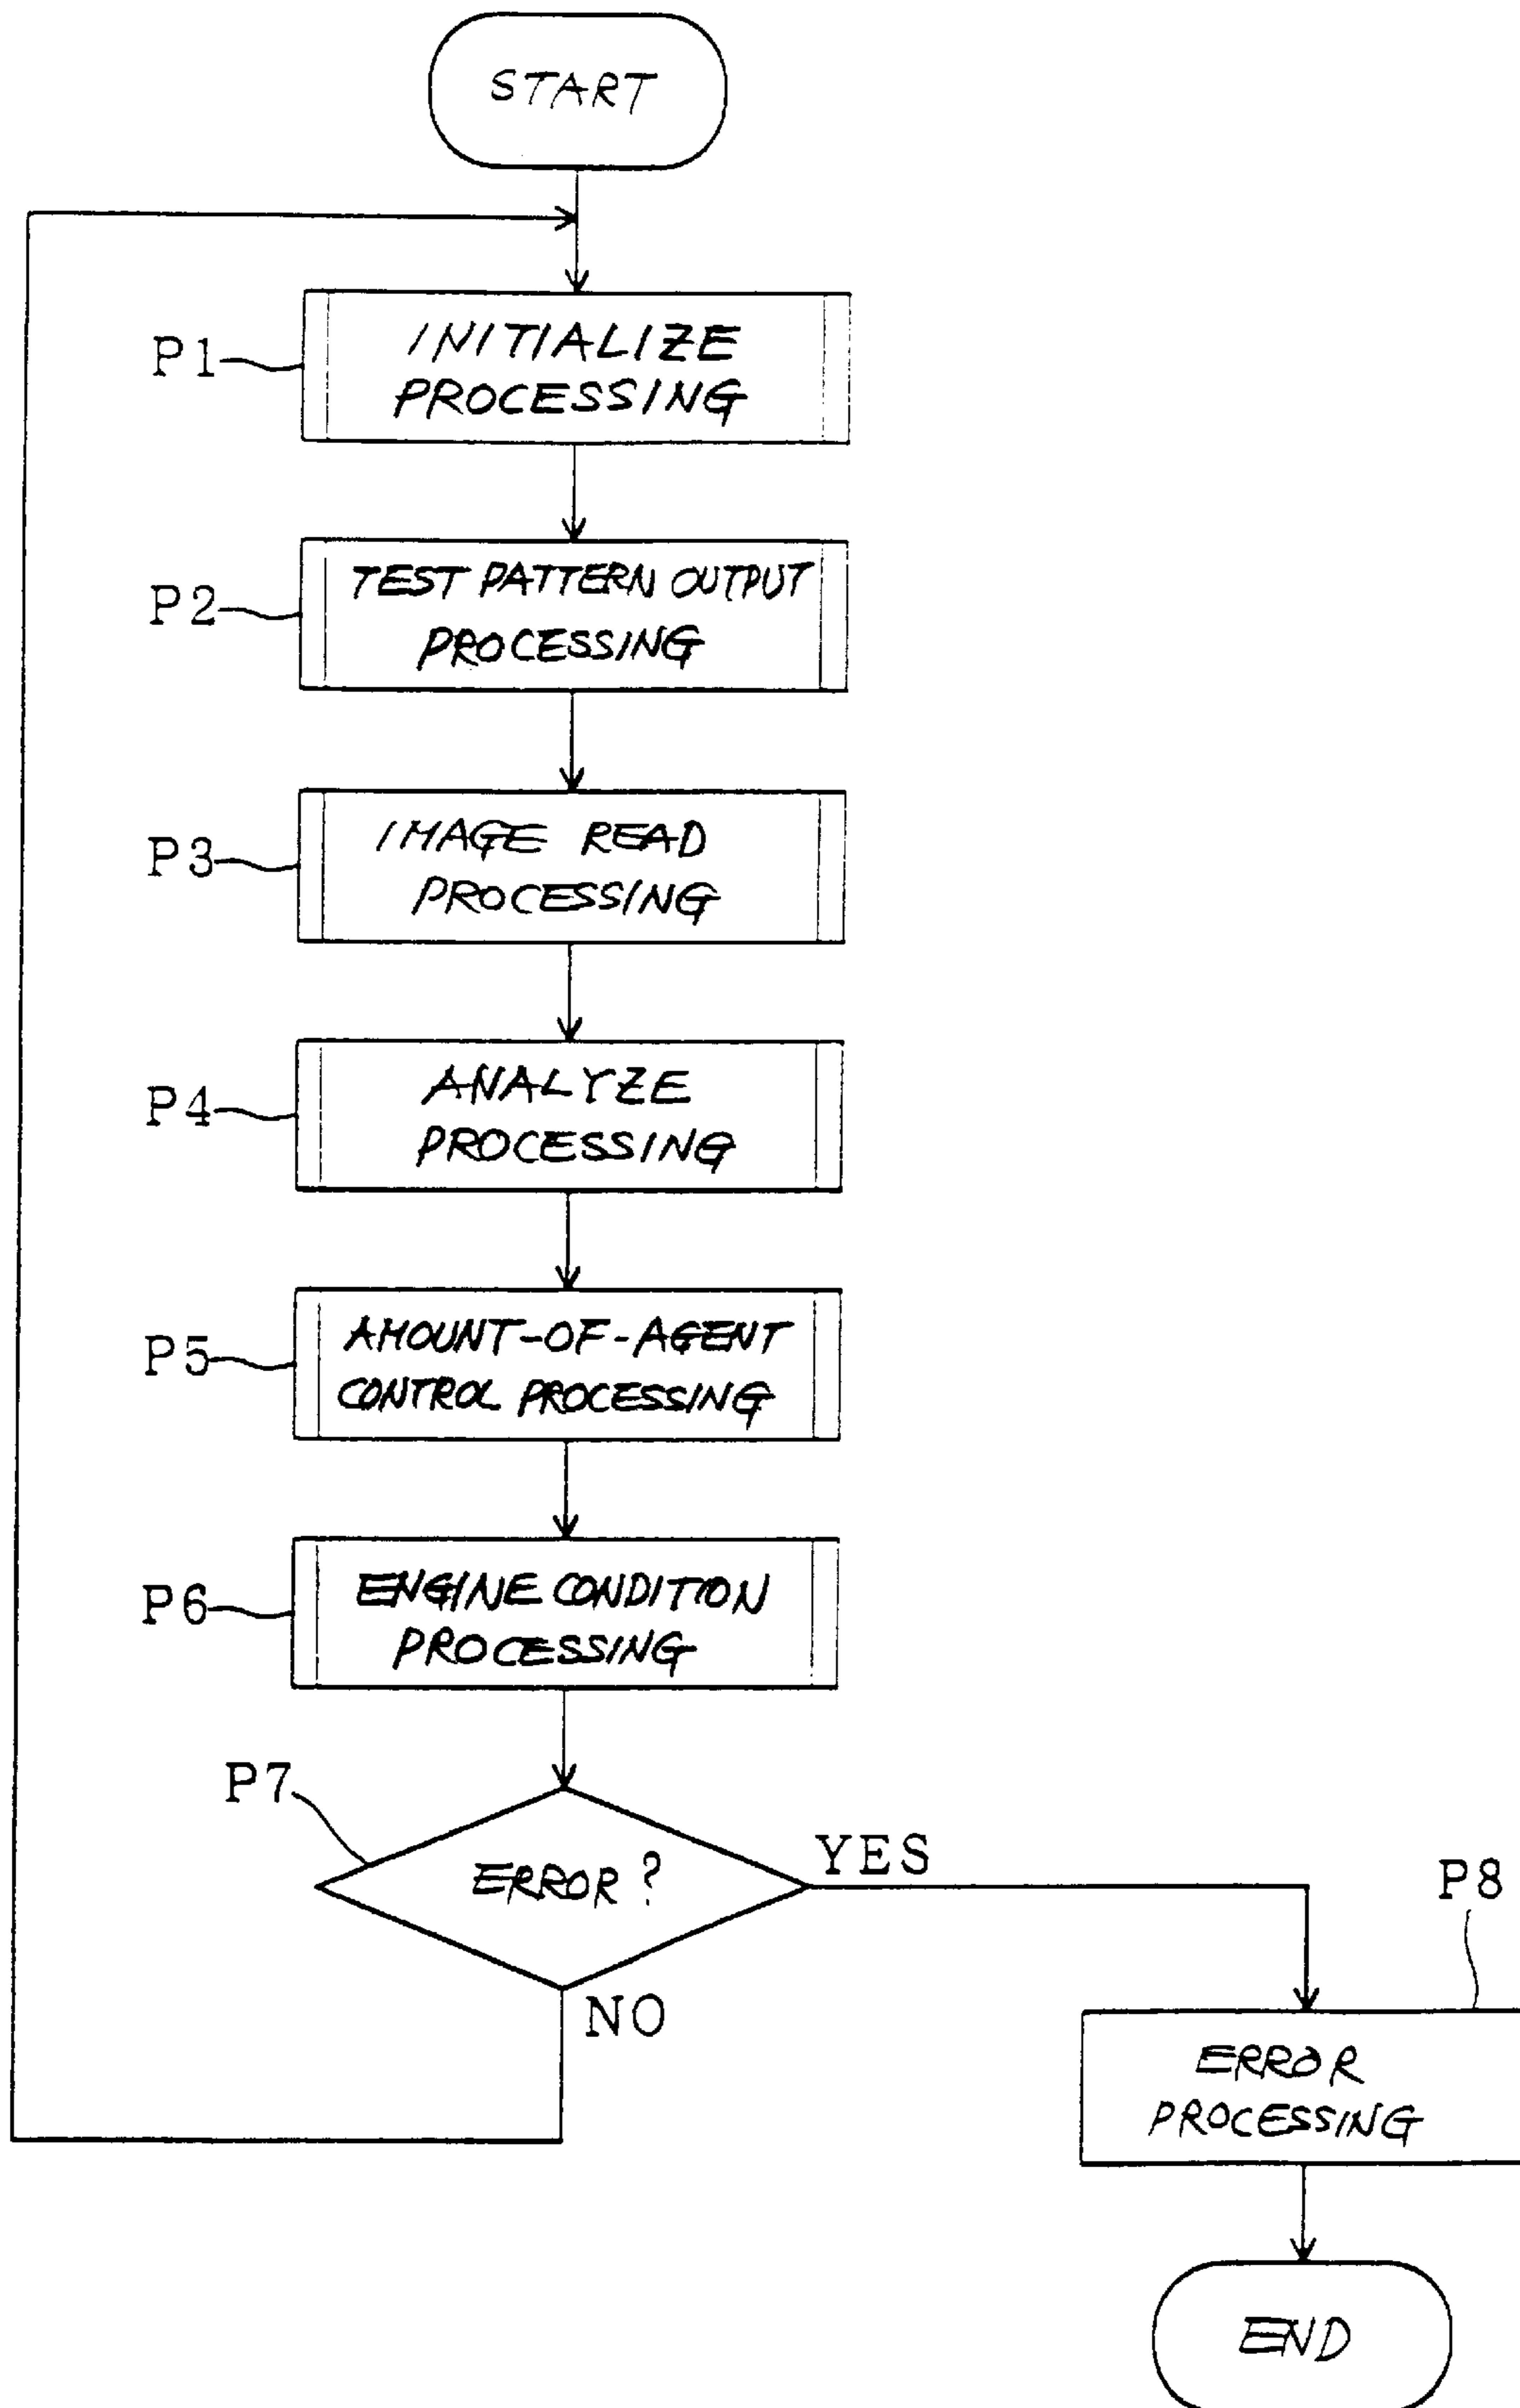 START
P1
INITIALIZE
PROCESSING
P2
TEST PATTERN OUTPUT
PROCESSING
P3
IMAGE READ
PROCESSING
P4
ANALYZE
PROCESSING
P5
AMOUNT-OF-AGENT
CONTROL PROCESSING
P6
ENGINE CONDITION
PROCESSING
P7
ERROR?
YES
NO
P8
ERROR
PROCESSING
END